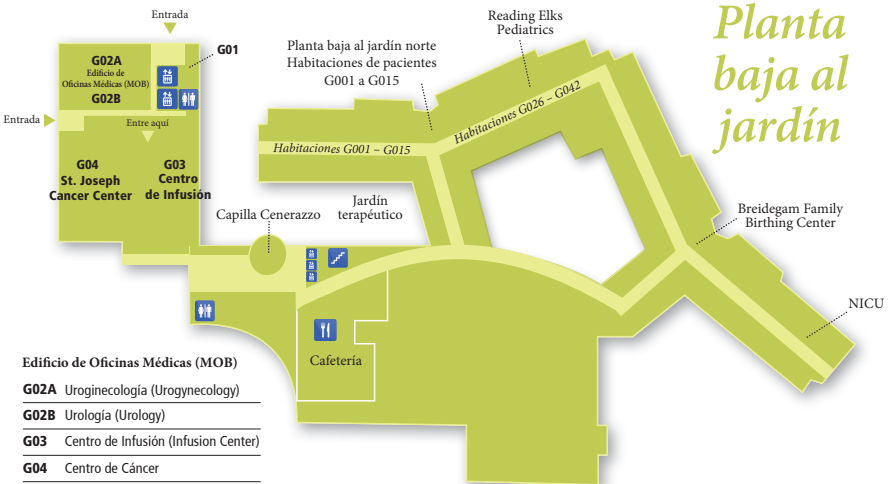 Planta
baja al
jardín
Entrada
G01
G02A
Edificio de
Oficinas Médicas (MOB)
G02B
Entrada
Entre aquí
G04
St. Joseph
Cancer Center
G03
Centro
de Infusión
Planta baja al jardín norte
Habitaciones de pacientes
G001 a G015
Reading Elks
Pediatrics
Habitaciones G001 – G015
Habitaciones G026 – G042
Capilla Cenerazzo
Jardín
terapéutico
Breidegam Family
Birthing Center
NICU
Cafetería
Edificio de Oficinas Médicas (MOB)
G02A Uroginecología (Urogynecology)
G02B Urología (Urology)
G03 Centro de Infusión (Infusion Center)
G04 Centro de Cáncer